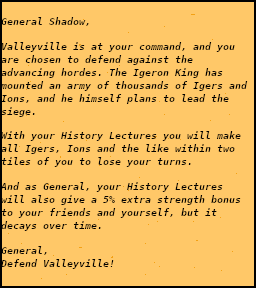 General Shadow,
Valleyville is at your command, and you
are chosen to defend against the
advancing hordes. The Igeron King has
mounted an army of thousands of Igers and
Ions, and he himself plans to lead the
siege.
With your History Lectures you will make
all Igers, Ions and the like within two
tiles of you to lose your turns.
And as General, your History Lectures
will also give a 5% extra strength bonus
to your friends and yourself, but it
decays over time.
General,
Defend Valleyville!